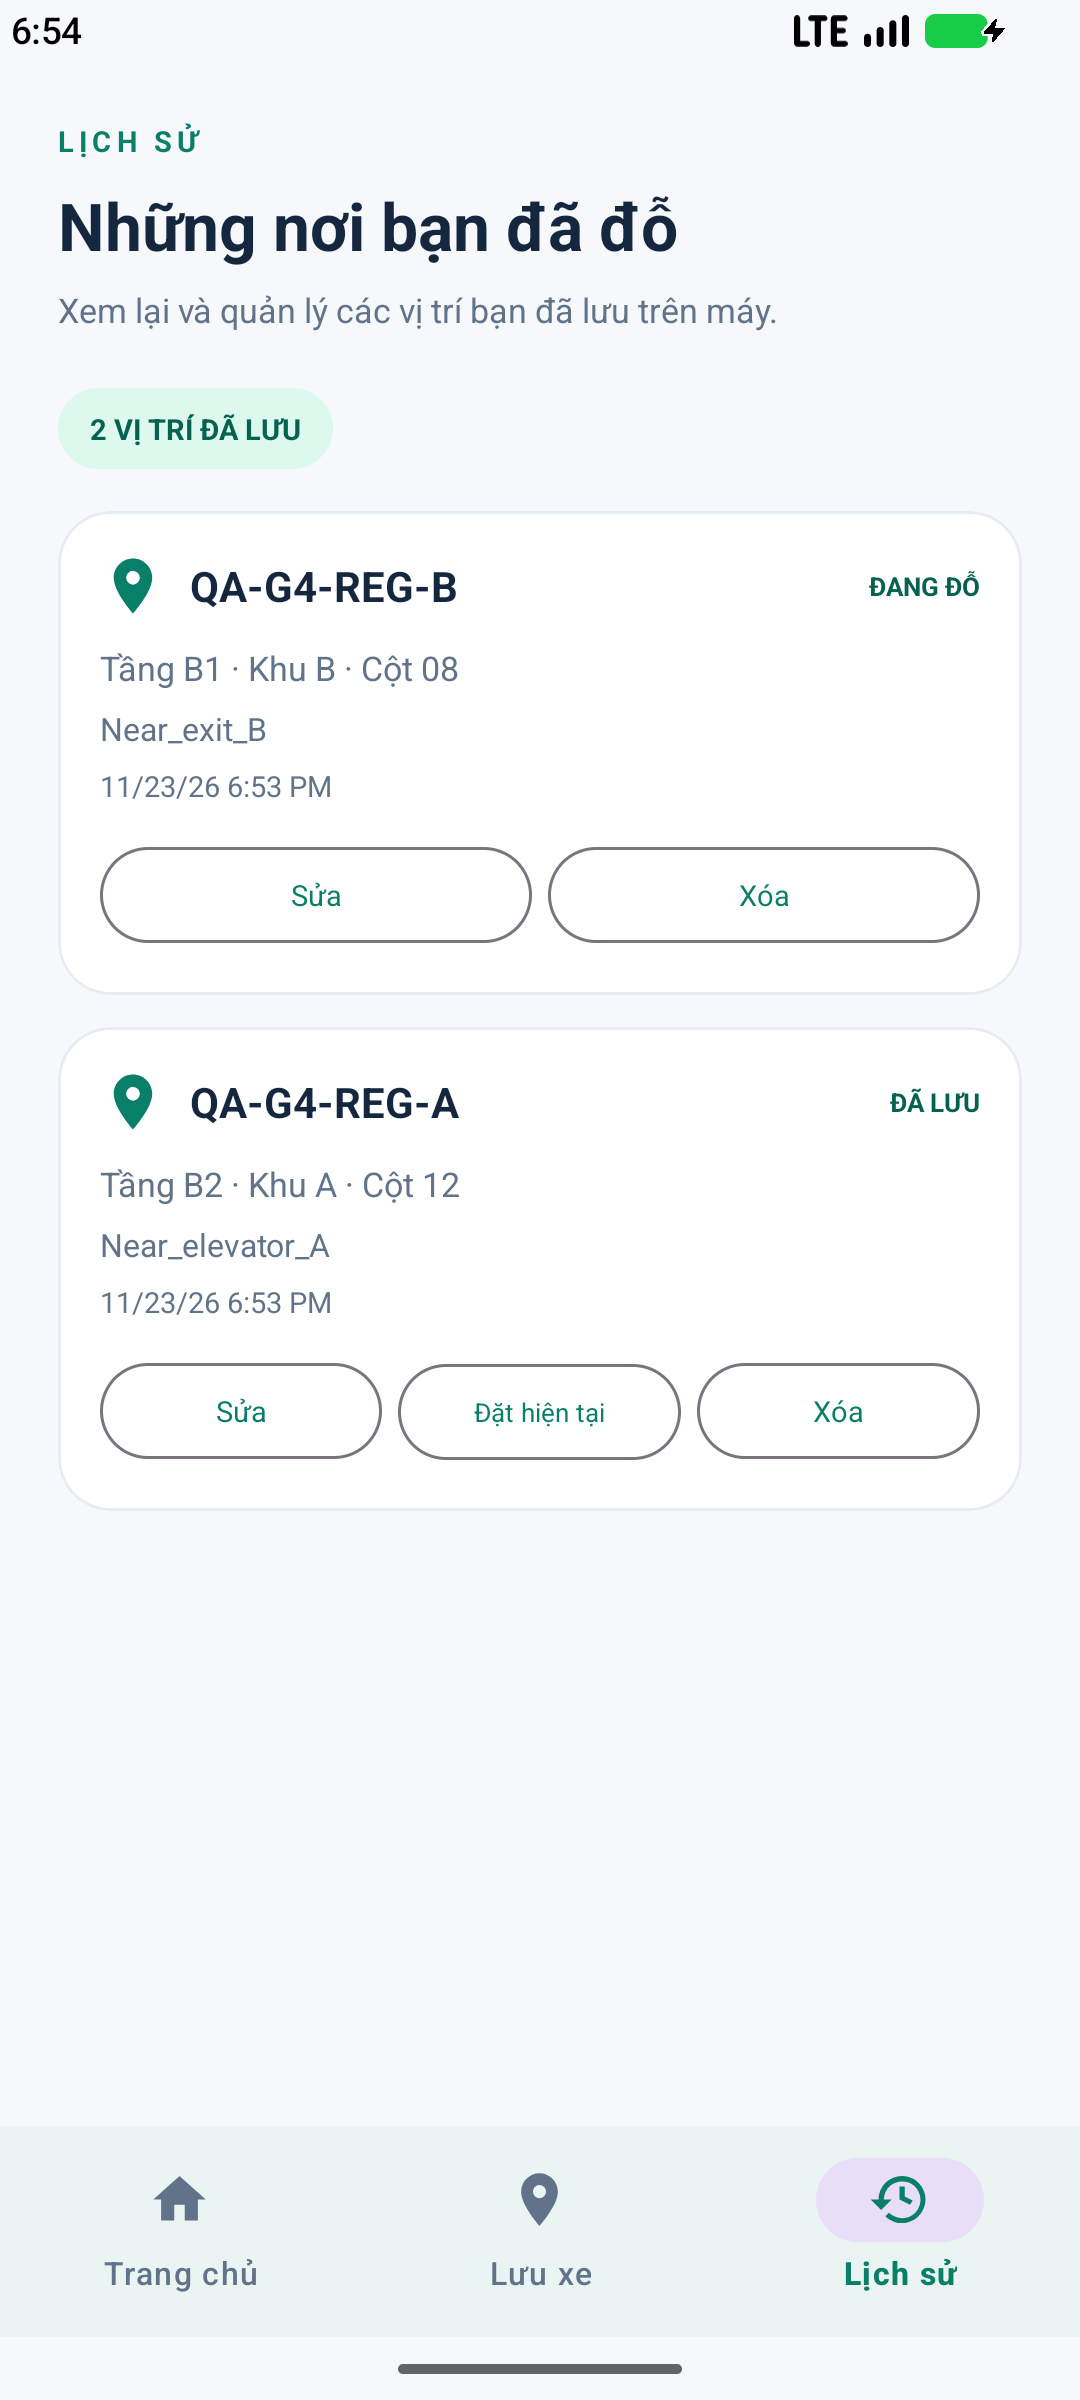 6:54
LTE
LỊCH SỬ
Những nơi bạn đã đỗ
Xem lại và quản lý các vị trí bạn đã lưu trên máy.
2 VỊ TRÍ ĐÃ LƯU
QA-G4-REG-B
ĐANG ĐỖ
Tầng B1 · Khu B · Cột 08
Near_exit_B
11/23/26 6:53 PM
Sửa
Xóa
QA-G4-REG-A
ĐÃ LƯU
Tầng B2 · Khu A · Cột 12
Near_elevator_A
11/23/26 6:53 PM
Sửa
Đặt hiện tại
Xóa
Trang chủ
Lưu xe
Lịch sử